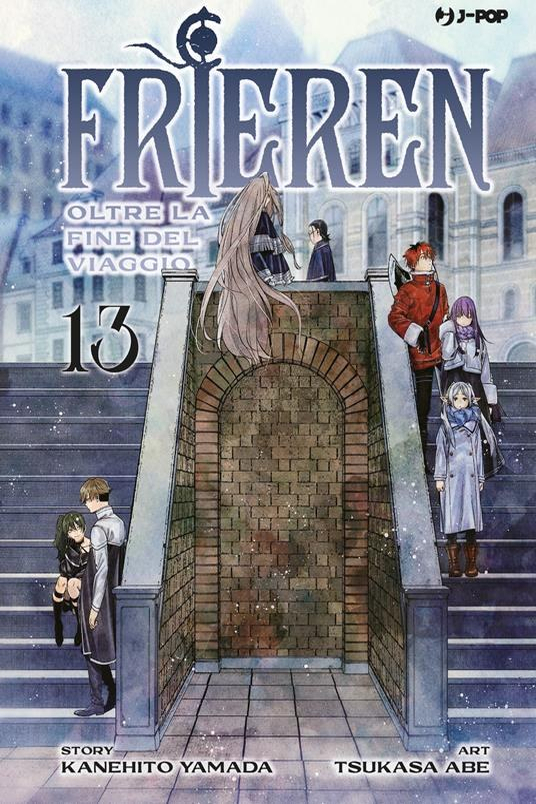 J-POP
FRIEREN
OLTRE LA
FINE DEL
VIAGGIO
13
STORY
KANEHITO YAMADA
ART
TSUKASA ABE